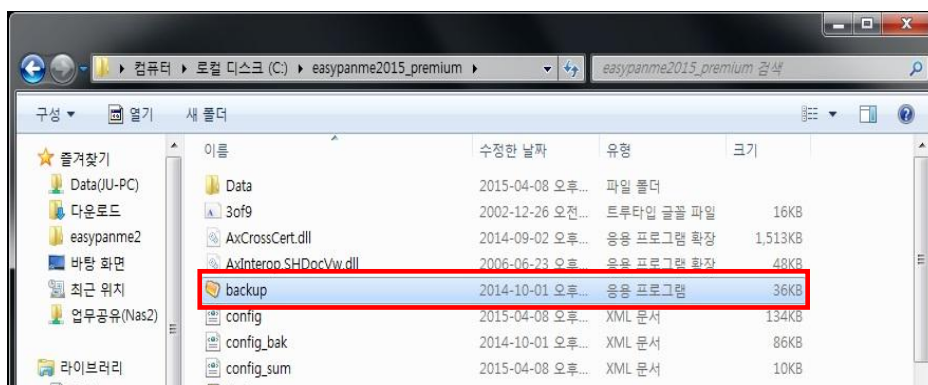 컴퓨터 ▸ 로컬 디스크 (C:) ▸ easypanme2015_premium ▸ easypanme2015_premium 검색
구성 ▼ 열기 새 폴더
즐겨찾기
Data(JU-PC)
다운로드
easypanme2
바탕 화면
최근 위치
업무공유(Nas2)
라이브러리
이름 수정한 날짜 유형 크기
Data 2015-04-08 오후... 파일 폴더
3of9 2002-12-26 오전... 트루타입 글꼴 파일 16KB
AxCrossCert.dll 2014-09-02 오후... 응용 프로그램 확장 1,513KB
AxInterop.SHDocVw.dll 2006-06-23 오후... 응용 프로그램 확장 48KB
backup 2014-10-01 오후... 응용 프로그램 36KB
config 2015-04-08 오후... XML 문서 134KB
config_bak 2014-10-01 오후... XML 문서 86KB
config_sum 2015-04-08 오후... XML 문서 10KB